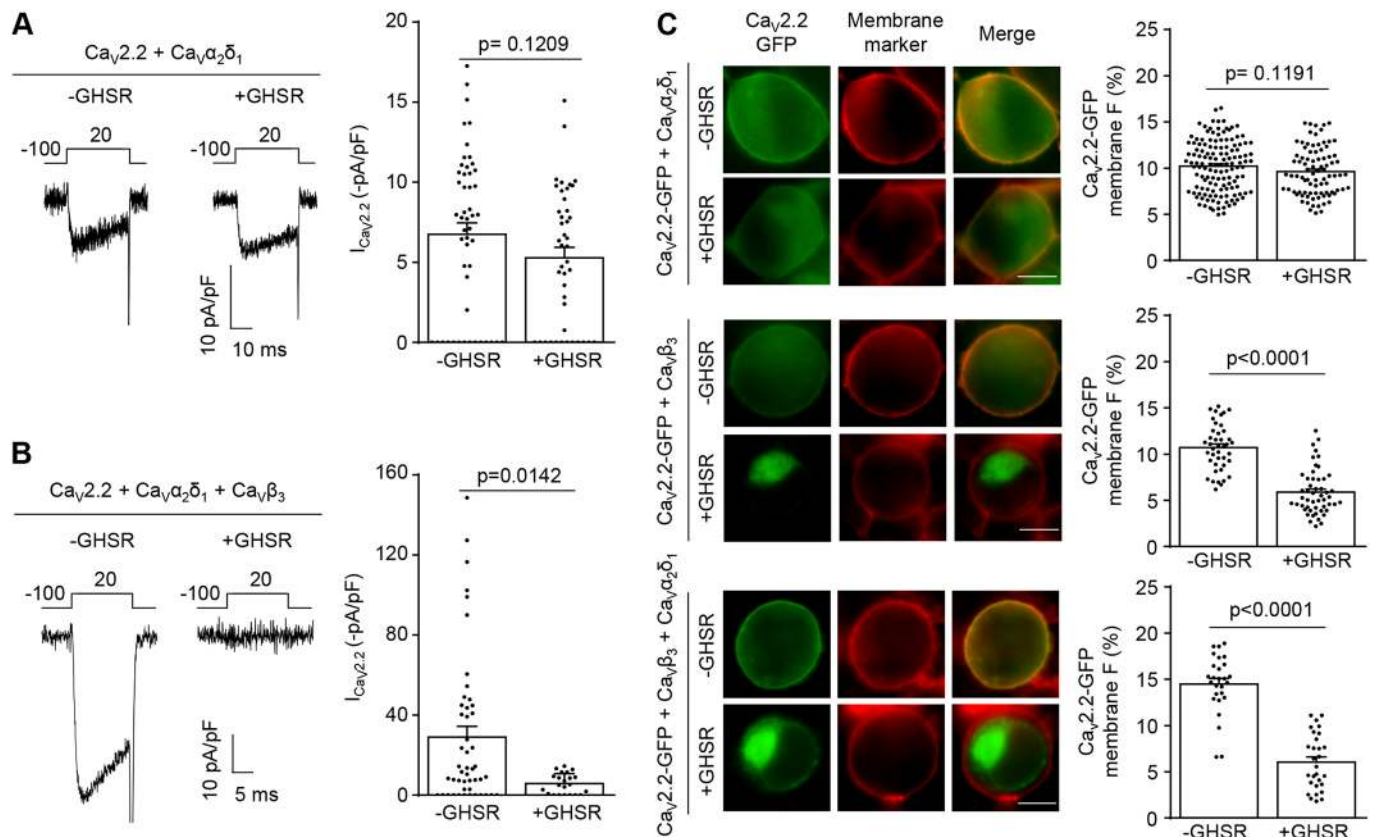 A
CaV2.2 + CaVα2δ1
-GHSR +GHSR
-100 20 -100 20
10 pA/pF
10 ms
ICaV2.2 (-pA/pF)
20
15
10
5
0
p= 0.1209
-GHSR +GHSR
B
CaV2.2 + CaVα2δ1 + CaVβ3
-GHSR +GHSR
-100 20 -100 20
10 pA/pF
5 ms
ICaV2.2 (-pA/pF)
160
120
80
40
0
p=0.0142
-GHSR +GHSR
C
CaV2.2 Membrane Merge
GFP marker
CaV2.2-GFP + CaVα2δ1
-GHSR
+GHSR
CaV2.2-GFP
membrane F (%)
25
20
15
10
5
0
p= 0.1191
-GHSR +GHSR
CaV2.2-GFP + CaVβ3
-GHSR
+GHSR
CaV2.2-GFP
membrane F (%)
25
20
15
10
5
0
p<0.0001
-GHSR +GHSR
CaV2.2-GFP + CaVβ3 + CaVα2δ1
-GHSR
+GHSR
CaV2.2-GFP
membrane F (%)
25
20
15
10
5
0
p<0.0001
-GHSR +GHSR